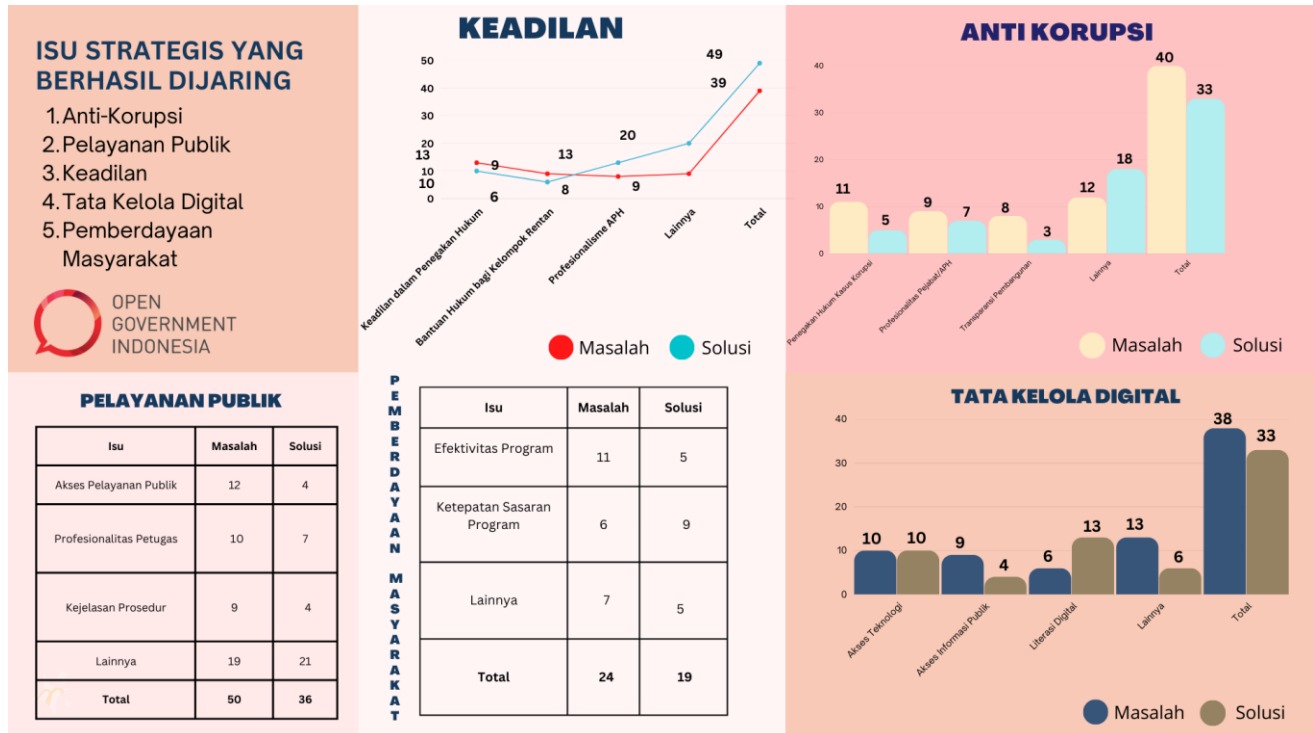 ISU STRATEGIS YANG
BERHASIL DIJARING
1.Anti-Korupsi
2.Pelayanan Publik
3.Keadilan
4.Tata Kelola Digital
5.Pemberdayaan
Masyarakat
OPEN
GOVERNMENT
INDONESIA
KEADILAN
50
40
30
20
10
0
13
9
13
20
49
39
10
6
8
9
Keadilan dalam Penegakan Hukum
Bantuan Hukum bagi Kelompok Rentan
Profesionalisme APH
Lainnya
Total
Masalah Solusi
ANTI KORUPSI
40
30
20
10
0
11 5 9 7 8 3 12 18 40 33
Penegakan Hukum Kasus Korupsi
Profesionalitas Pejabat/APH
Transparansi Pembangunan
Lainnya
Total
Masalah Solusi
PELAYANAN PUBLIK
Isu Masalah Solusi
Akses Pelayanan Publik 12 4
Profesionalitas Petugas 10 7
Kejelasan Prosedur 9 4
Lainnya 19 21
Total 50 36
PEMBERDAYAAN MASYARAKAT
Isu Masalah Solusi
Efektivitas Program 11 5
Ketepatan Sasaran
Program 6 9
Lainnya 7 5
Total 24 19
TATA KELOLA DIGITAL
40
30
20
10
0
10 10 9 4 6 13 13 6 38 33
Akses Teknologi
Akses Informasi Publik
Literasi Digital
Lainnya
Total
Masalah Solusi